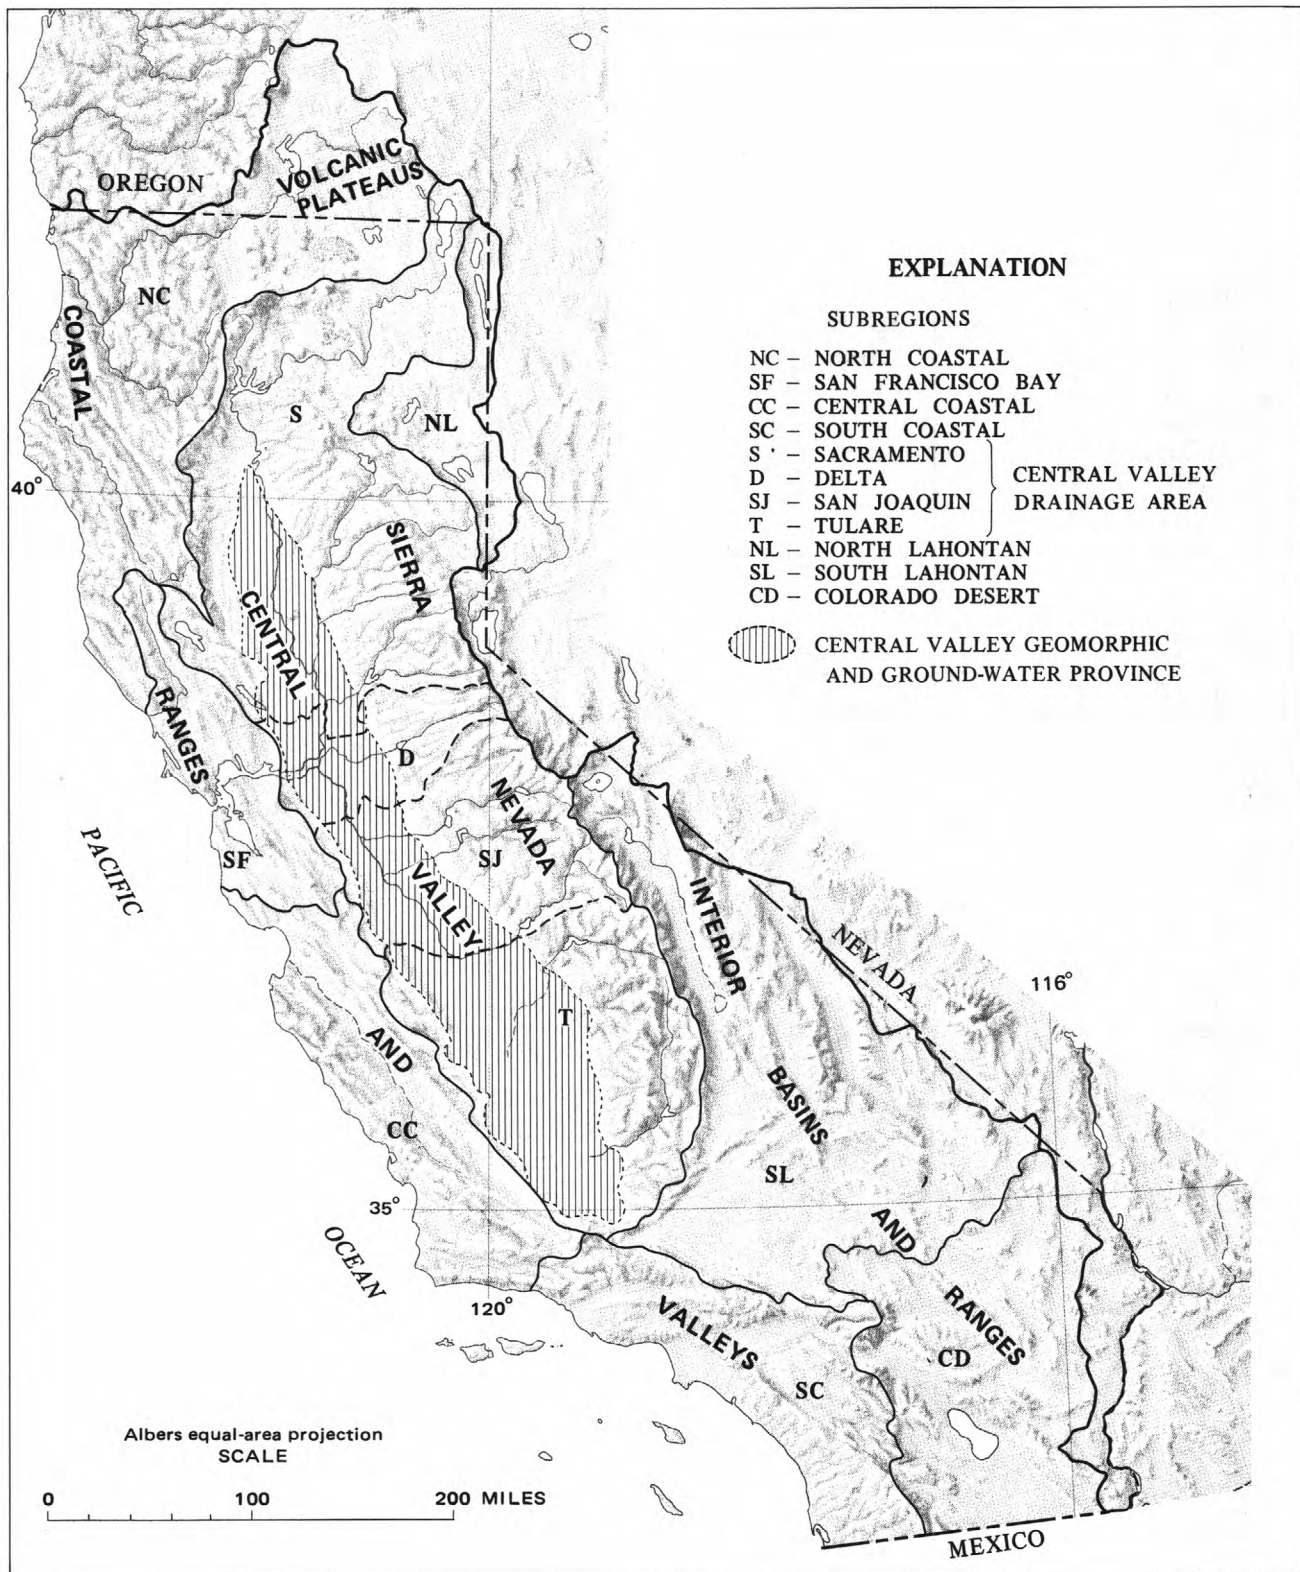 OREGON
VOLCANIC
PLATEAUS
NC
COASTAL
EXPLANATION
SUBREGIONS
NC – NORTH COASTAL
SF – SAN FRANCISCO BAY
CC – CENTRAL COASTAL
SC – SOUTH COASTAL
S – SACRAMENTO
D – DELTA
SJ – SAN JOAQUIN
T – TULARE
CENTRAL VALLEY
DRAINAGE AREA
NL – NORTH LAHONTAN
SL – SOUTH LAHONTAN
CD – COLORADO DESERT
CENTRAL VALLEY GEOMORPHIC
AND GROUND-WATER PROVINCE
S
NL
40°
SIERRA
CENTRAL
RANGES
D
NEVADA
PACIFIC
SF
SJ
VALLEY
INTERIOR
NEVADA
116°
T
AND
BASINS
CC
SL
35°
AND
OCEAN
120°
RANGES
VALLEYS
CD
SC
Albers equal-area projection
SCALE
0 100 200 MILES
MEXICO